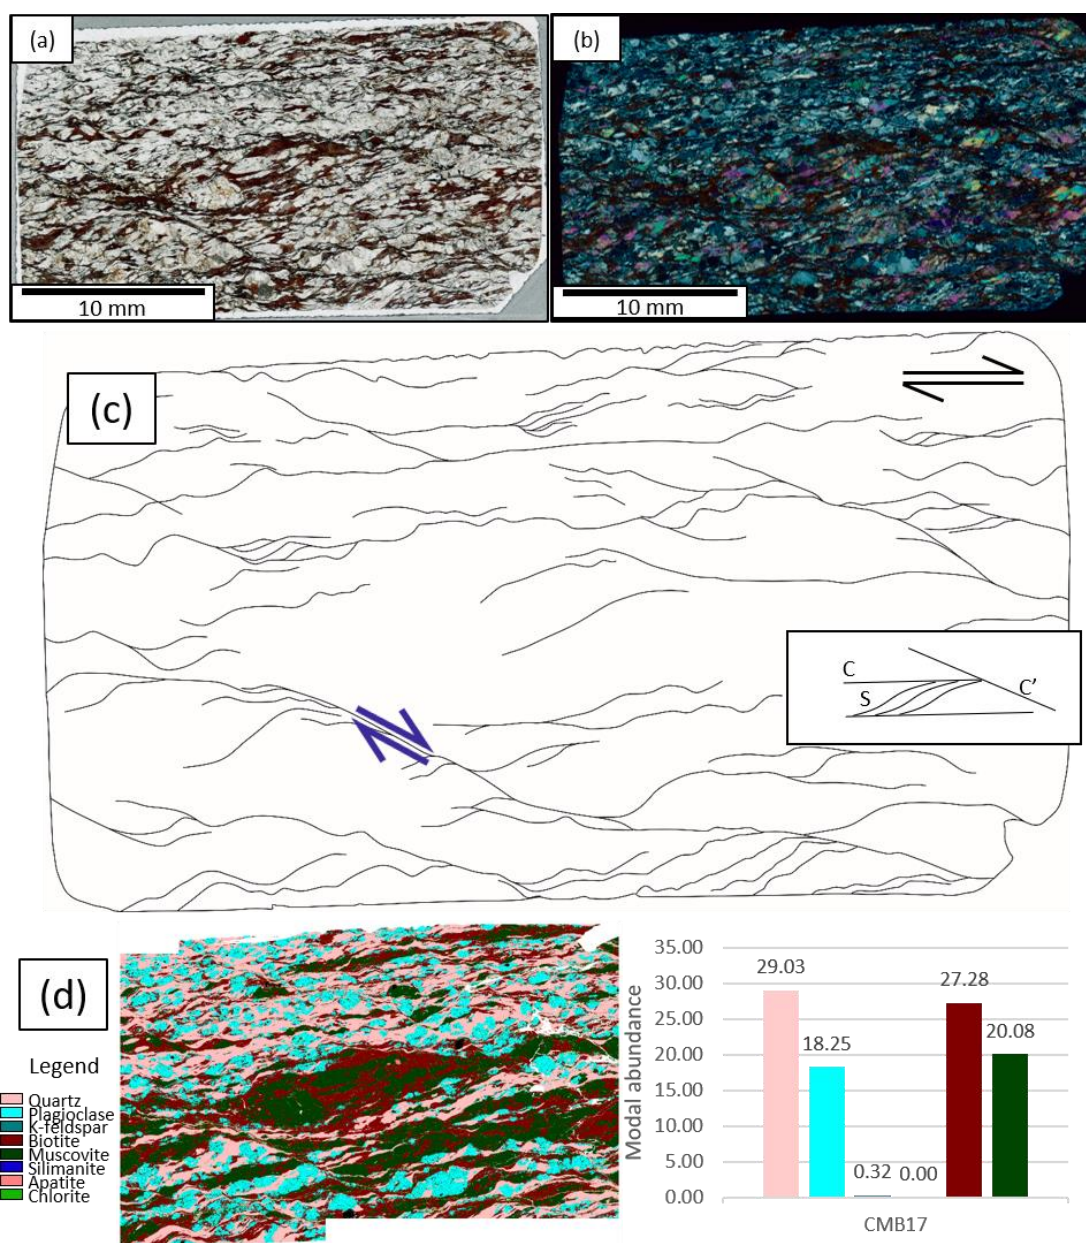 (a)
(b)
10 mm
10 mm
(c)
C
S
C’
(d)
Legend
Quartz
Plagioclase
K-feldspar
Biotite
Muscovite
Silimanite
Apatite
Chlorite
Modal abundance
35.00
30.00
25.00
20.00
15.00
10.00
5.00
0.00
29.03
18.25
0.32
0.00
27.28
20.08
CMB17